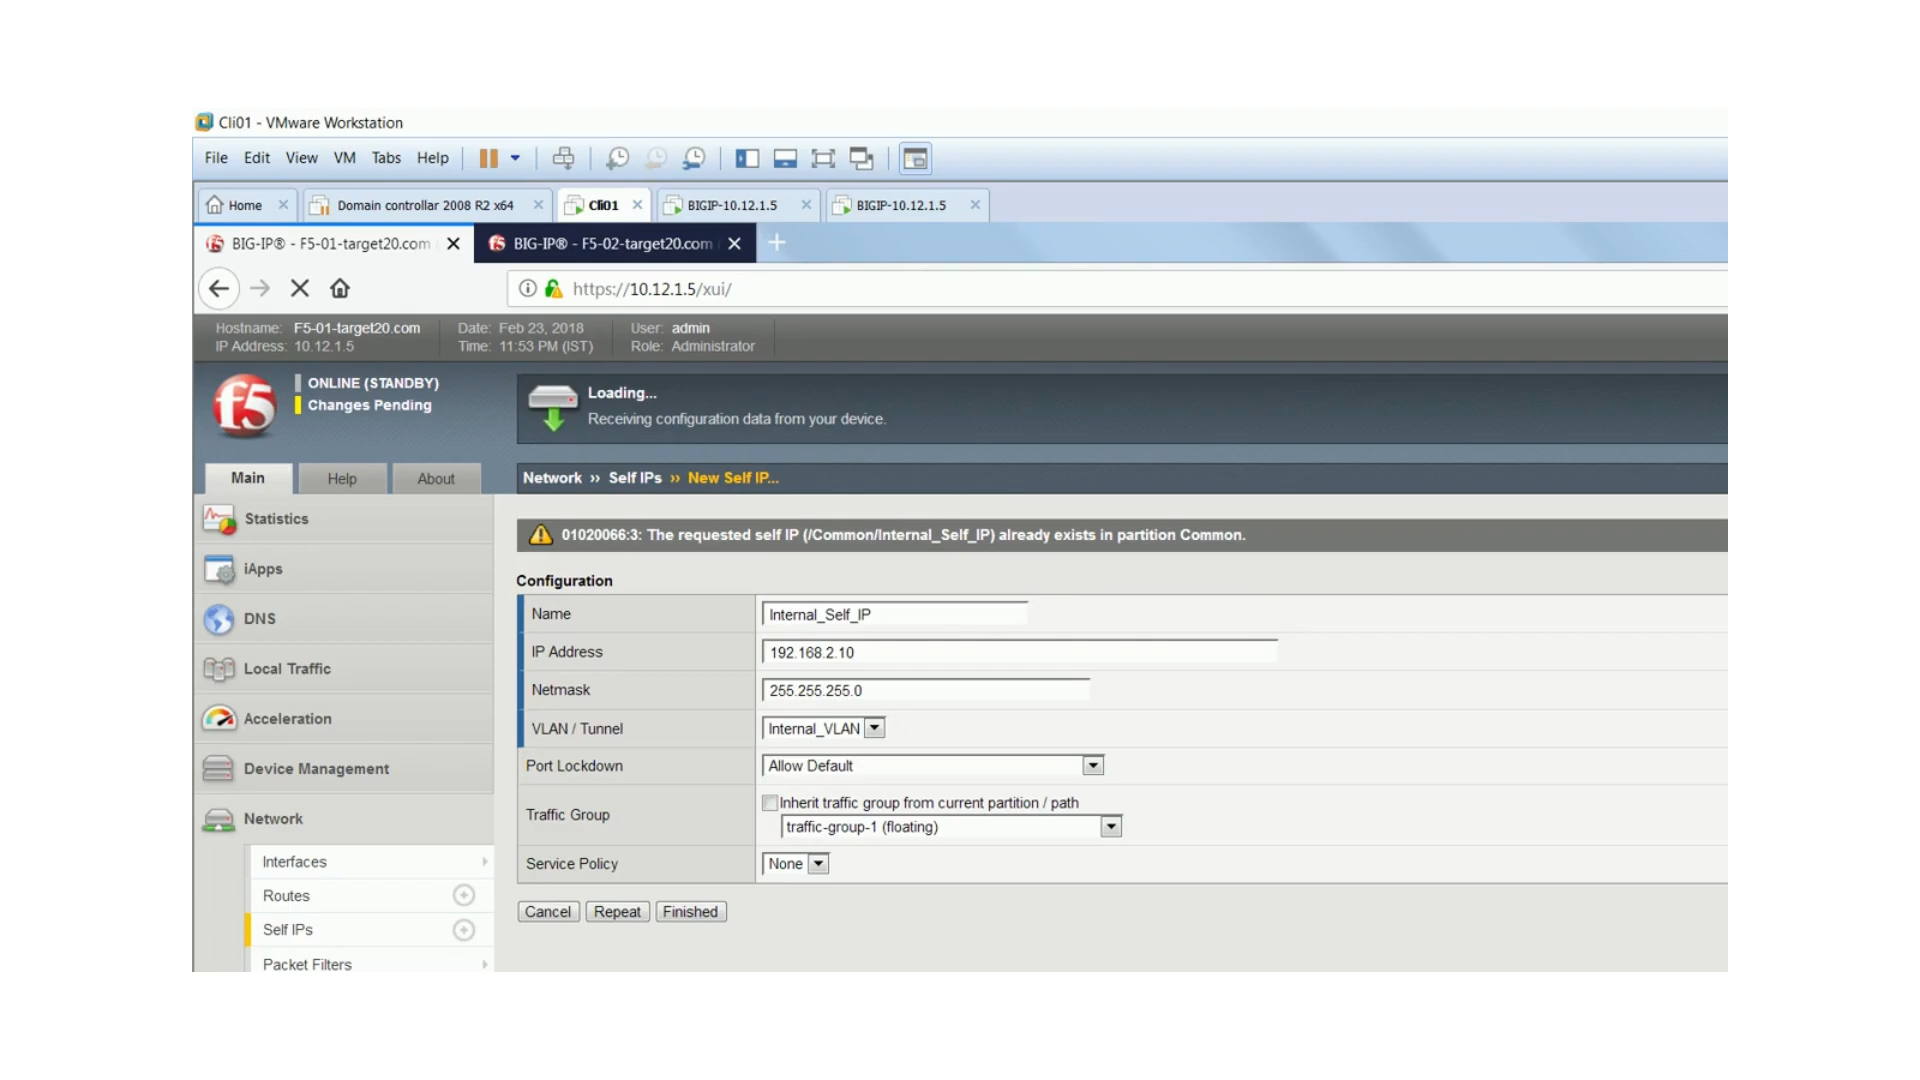 Cli01 - VMware Workstation
File Edit View VM Tabs Help
Home Domain controllar 2008 R2 x64 Cli01 BIGIP-10.12.1.5 BIGIP-10.12.1.5
BIG-IP® - F5-01-target20.com BIG-IP® - F5-02-target20.com
https://10.12.1.5/xui/
Hostname: F5-01-target20.com Date: Feb 23, 2018 User: admin
IP Address: 10.12.1.5 Time: 11:53 PM (IST) Role: Administrator
f5
ONLINE (STANDBY)
Changes Pending
Loading...
Receiving configuration data from your device.
Main Help About
Network ›› Self IPs ›› New Self IP...
Statistics
iApps
DNS
Local Traffic
Acceleration
Device Management
Network
Interfaces
Routes
Self IPs
Packet Filters
01020066:3: The requested self IP (/Common/Internal_Self_IP) already exists in partition Common.
Configuration
Name Internal_Self_IP
IP Address 192.168.2.10
Netmask 255.255.255.0
VLAN / Tunnel Internal_VLAN
Port Lockdown Allow Default
Traffic Group Inherit traffic group from current partition / path
traffic-group-1 (floating)
Service Policy None
Cancel Repeat Finished